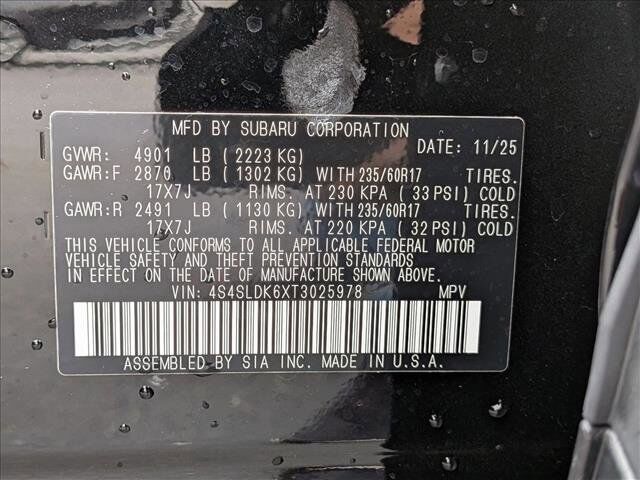 MFD BY SUBARU CORPORATION
DATE: 11/25
GVWR: 4901 LB ( 2223 KG)
GAWR:F 2870 LB ( 1302 KG) WITH 235/60R17 TIRES.
17X7J RIMS. AT 230 KPA ( 33 PSI) COLD
GAWR:R 2491 LB ( 1130 KG) WITH 235/60R17 TIRES.
17X7J RIMS. AT 220 KPA ( 32 PSI) COLD
THIS VEHICLE CONFORMS TO ALL APPLICABLE FEDERAL MOTOR
VEHICLE SAFETY AND THEFT PREVENTION STANDARDS
IN EFFECT ON THE DATE OF MANUFACTURE SHOWN ABOVE.
VIN: 4S4SLDK6XT3025978 MPV
ASSEMBLED BY SIA INC. MADE IN U.S.A.